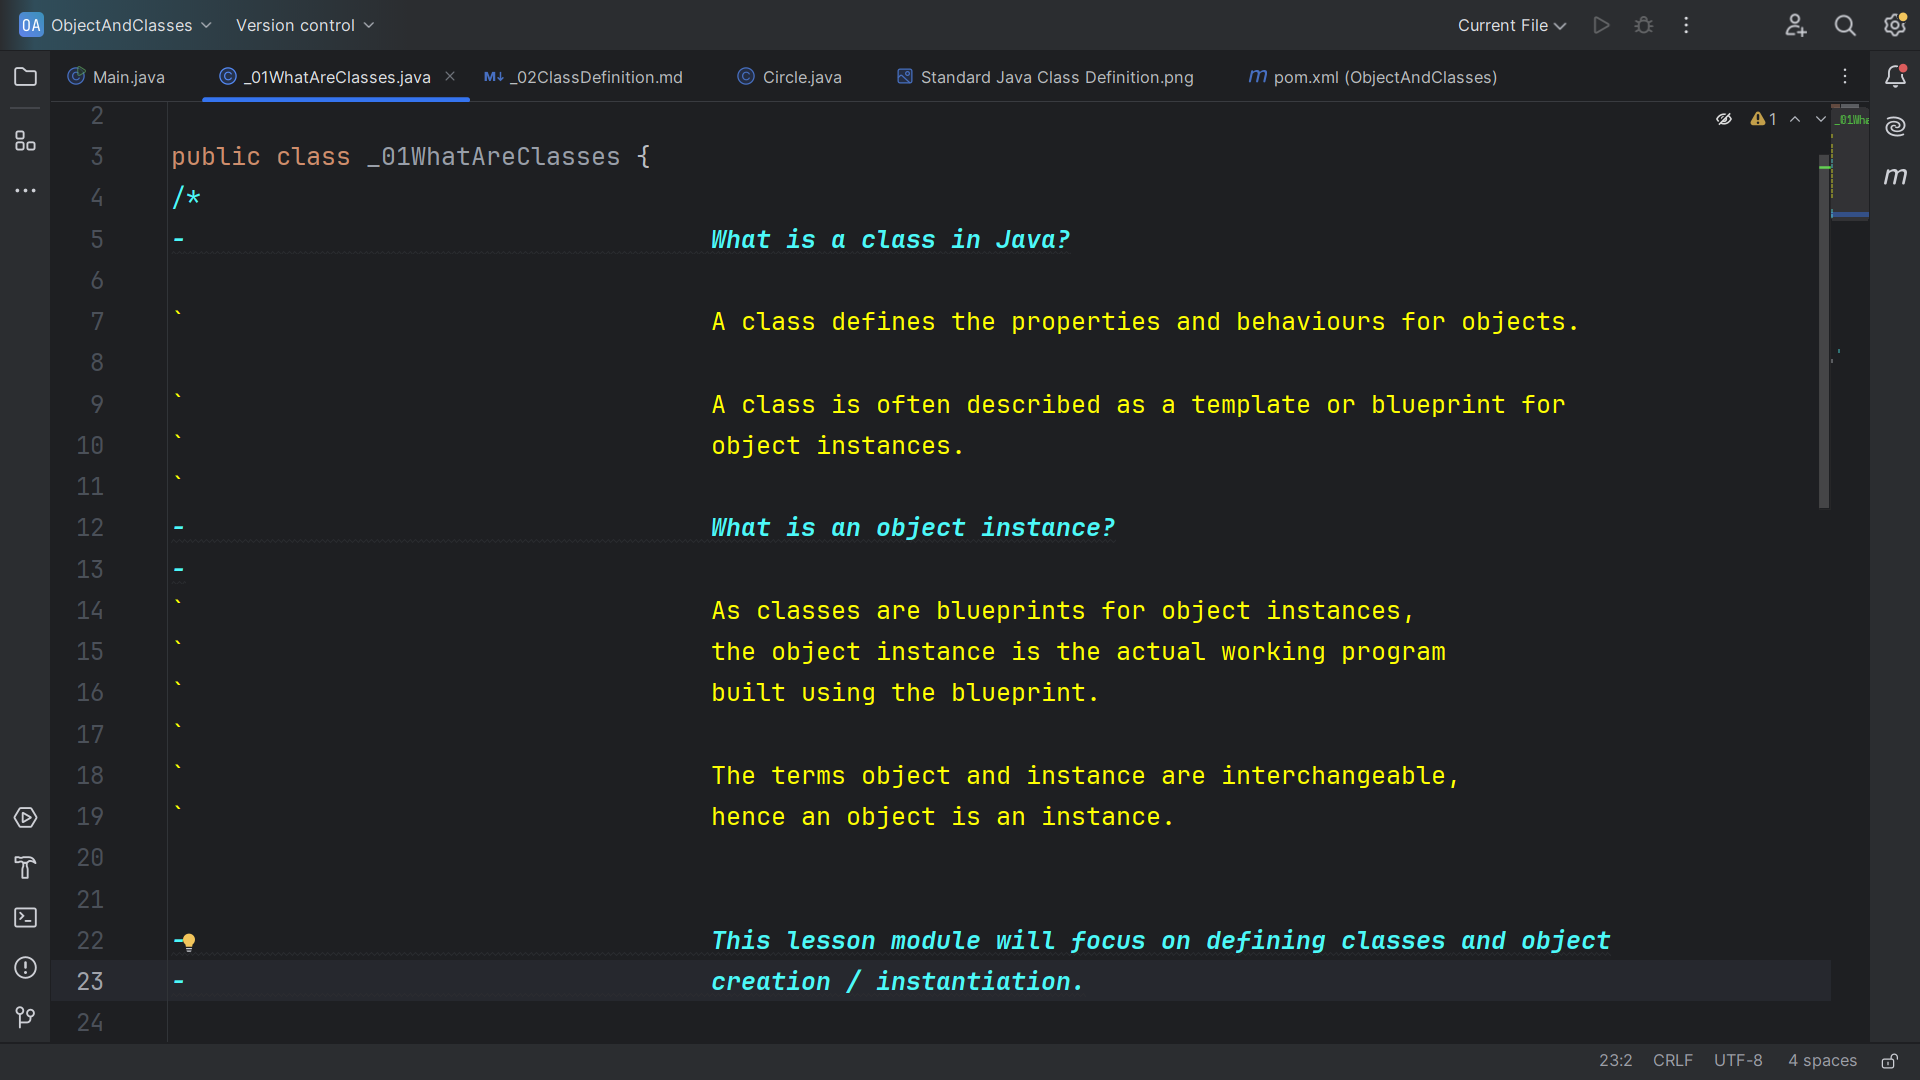 OA ObjectAndClasses Version control Current File
Main.java _01WhatAreClasses.java M↓ _02ClassDefinition.md Circle.java Standard Java Class Definition.png m pom.xml (ObjectAndClasses)
2
3 public class _01WhatAreClasses {
4 /*
5 - What is a class in Java?
6
7 ` A class defines the properties and behaviours for objects.
8
9 ` A class is often described as a template or blueprint for
10 ` object instances.
11 `
12 - What is an object instance?
13 -
14 ` As classes are blueprints for object instances,
15 ` the object instance is the actual working program
16 ` built using the blueprint.
17 `
18 ` The terms object and instance are interchangeable,
19 ` hence an object is an instance.
20
21
22 - This lesson module will focus on defining classes and object
23 - creation / instantiation.
24
1
_01Wha
m
23:2 CRLF UTF-8 4 spaces